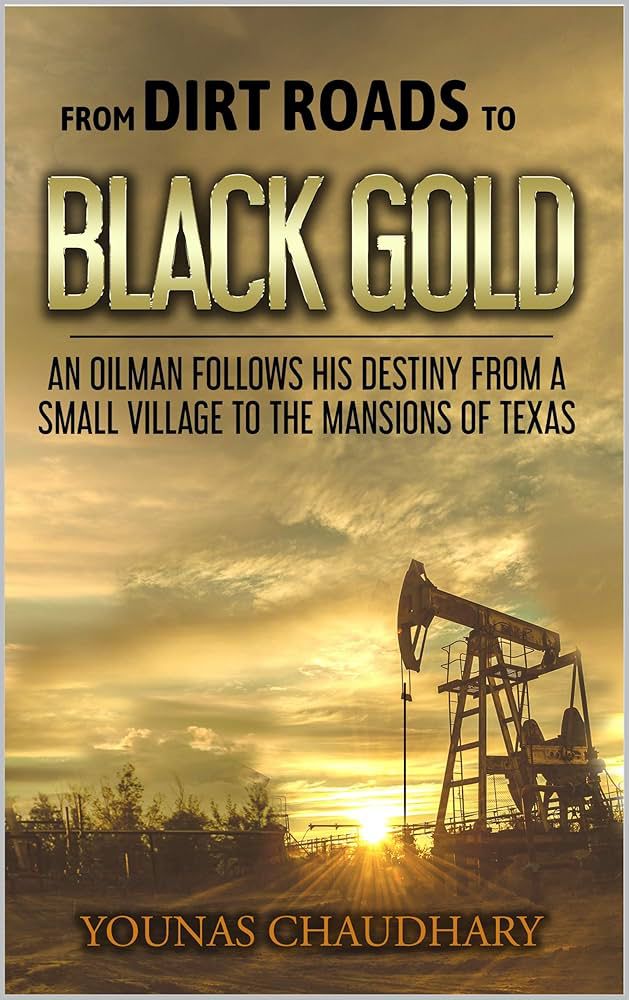 FROM DIRT ROADS TO
BLACK GOLD
AN OILMAN FOLLOWS HIS DESTINY FROM A
SMALL VILLAGE TO THE MANSIONS OF TEXAS
YOUNAS CHAUDHARY